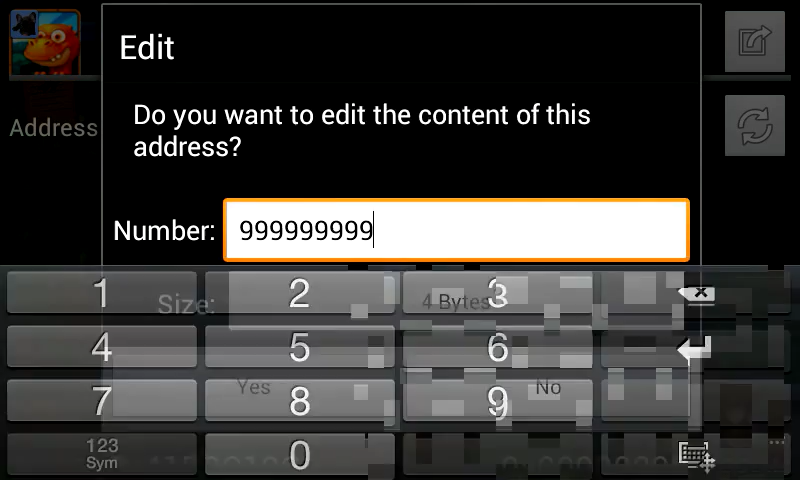 Edit
Do you want to edit the content of this
address?
Address
Number: 999999999
1 2 3
Size: 4 Bytes
4 5 6
Yes No
7 8 9
123
Sym
0